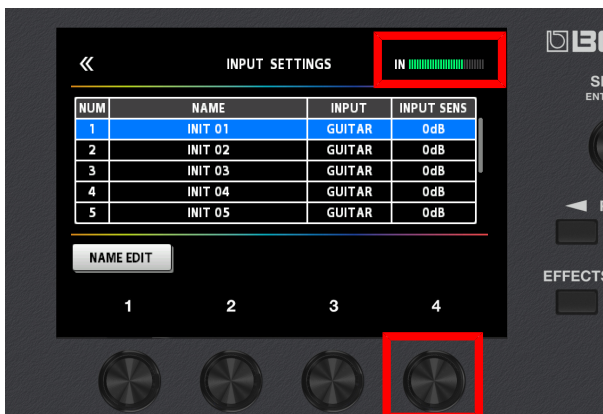 « INPUT SETTINGS IN
NUM NAME INPUT INPUT SENS
1 INIT 01 GUITAR 0dB
2 INIT 02 GUITAR 0dB
3 INIT 03 GUITAR 0dB
4 INIT 04 GUITAR 0dB
5 INIT 05 GUITAR 0dB
NAME EDIT
1 2 3 4